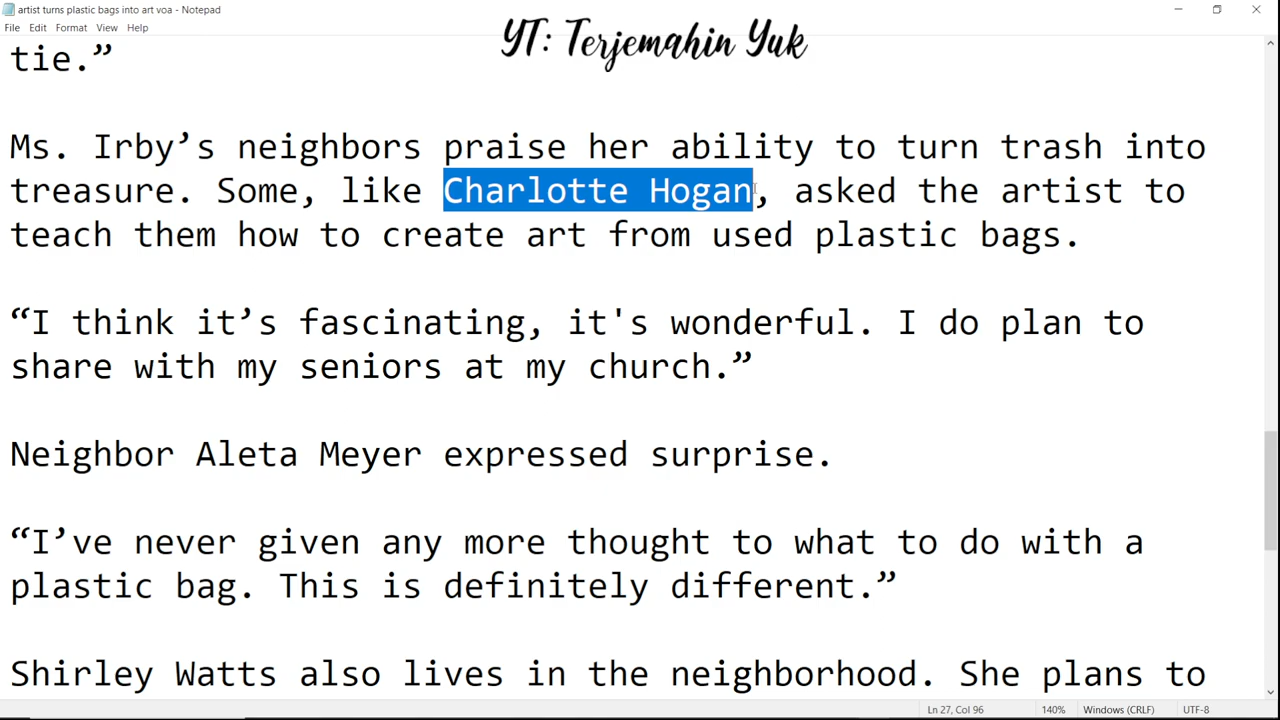 artist turns plastic bags into art voa - Notepad
File Edit Format View Help
YT: Terjemahin Yuk
tie.”
Ms. Irby’s neighbors praise her ability to turn trash into
treasure. Some, like Charlotte Hogan, asked the artist to
teach them how to create art from used plastic bags.
“I think it’s fascinating, it's wonderful. I do plan to
share with my seniors at my church.”
Neighbor Aleta Meyer expressed surprise.
“I’ve never given any more thought to what to do with a
plastic bag. This is definitely different.”
Shirley Watts also lives in the neighborhood. She plans to
Ln 27, Col 96 140% Windows (CRLF) UTF-8